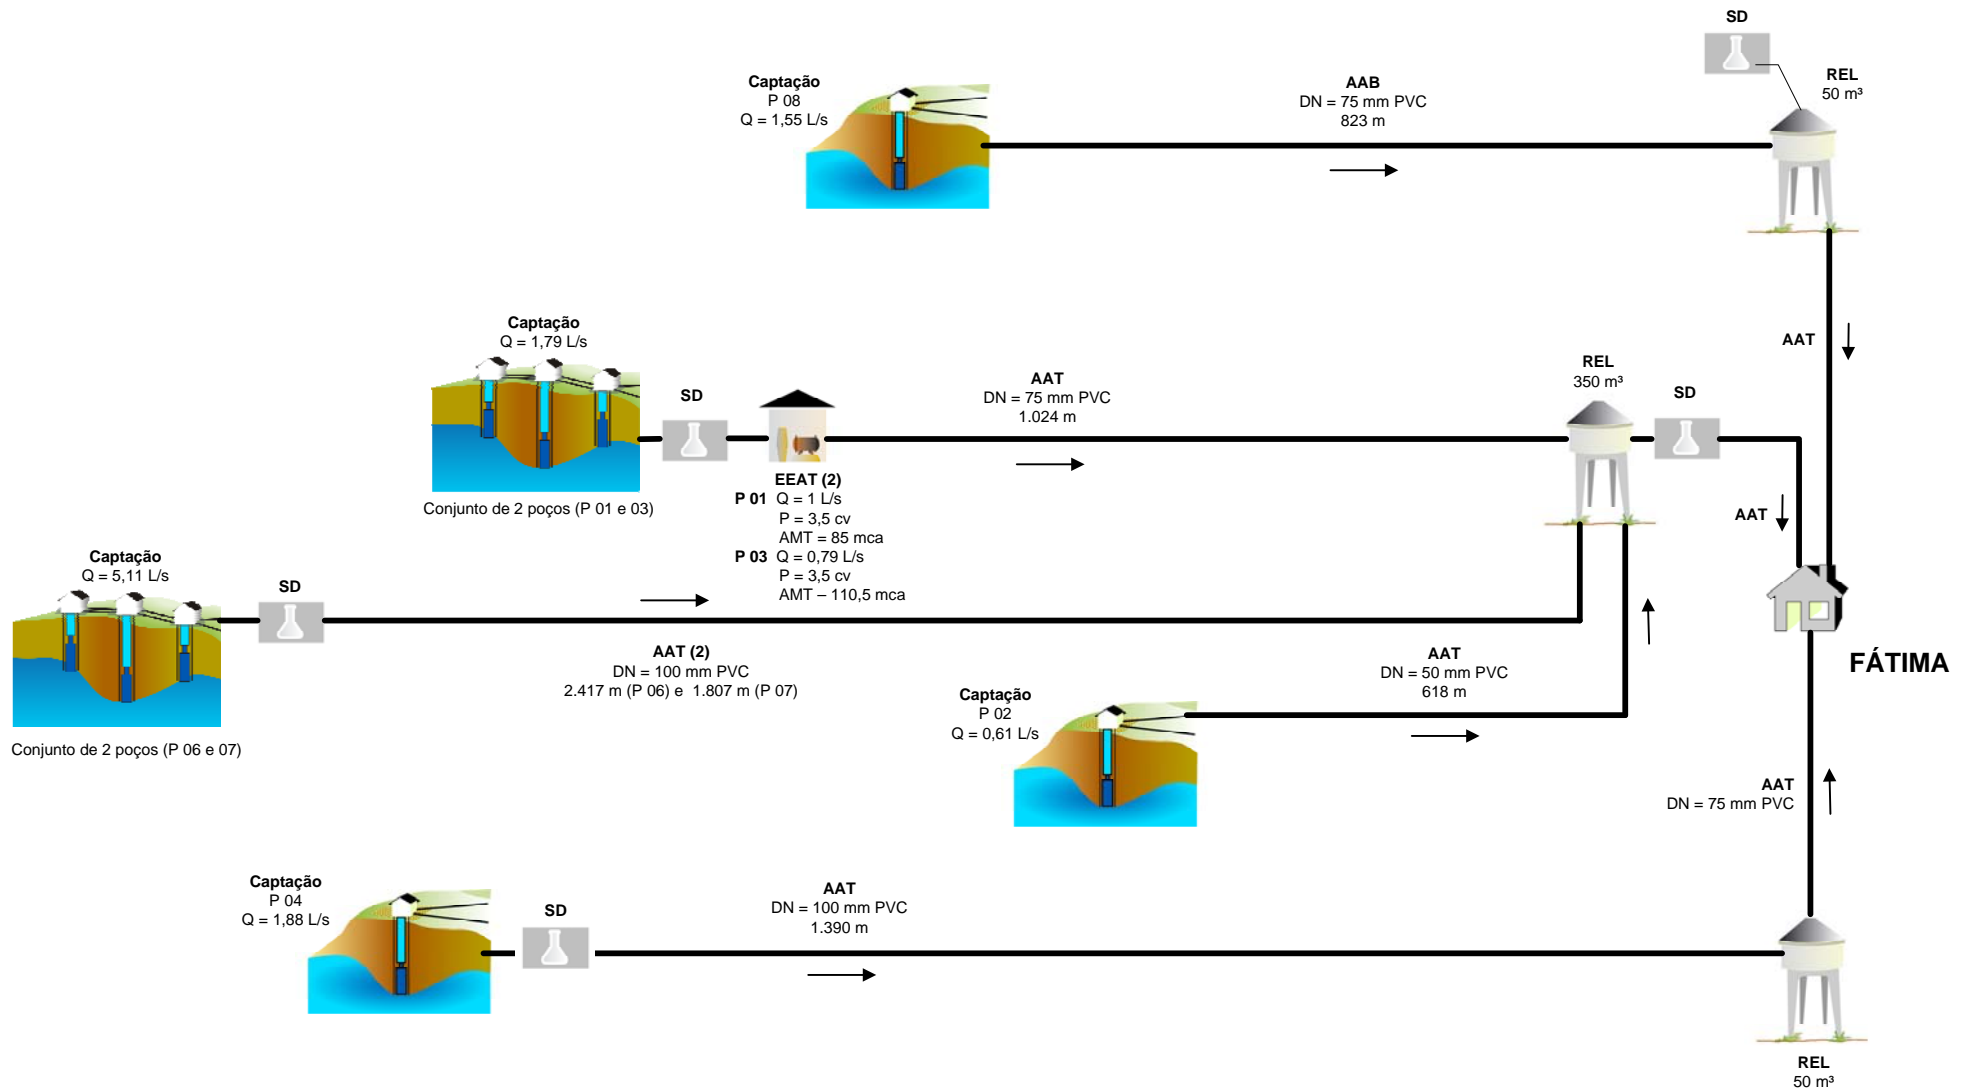 SD
REL
50 m³
Captação
P 08
Q = 1,55 L/s
AAB
DN = 75 mm PVC
823 m
AAT
Captação
Q = 1,79 L/s
Conjunto de 2 poços (P 01 e 03)
SD
EEAT (2)
P 01 Q = 1 L/s
P = 3,5 cv
AMT = 85 mca
P 03 Q = 0,79 L/s
P = 3,5 cv
AMT – 110,5 mca
AAT
DN = 75 mm PVC
1.024 m
REL
350 m³
SD
AAT
Captação
Q = 5,11 L/s
Conjunto de 2 poços (P 06 e 07)
SD
AAT (2)
DN = 100 mm PVC
2.417 m (P 06) e 1.807 m (P 07)
Captação
P 02
Q = 0,61 L/s
AAT
DN = 50 mm PVC
618 m
FÁTIMA
AAT
DN = 75 mm PVC
Captação
P 04
Q = 1,88 L/s
SD
AAT
DN = 100 mm PVC
1.390 m
REL
50 m³